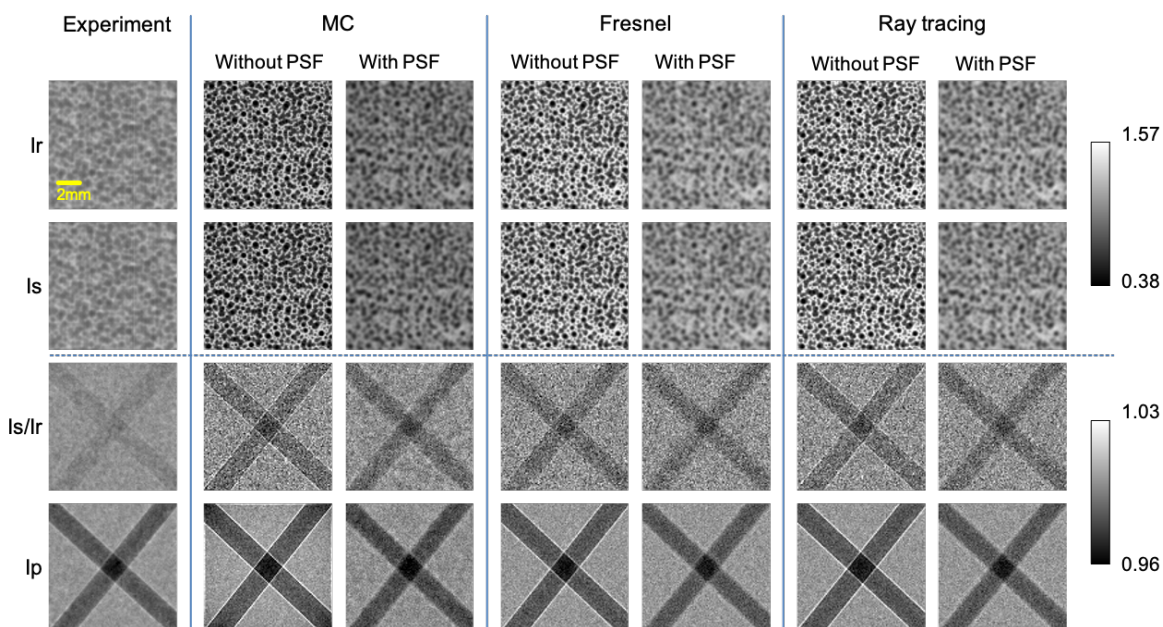 Experiment MC Fresnel Ray tracing
Without PSF With PSF Without PSF With PSF Without PSF With PSF
Ir
2mm
1.57
0.38
Is
Is/Ir
1.03
0.96
Ip